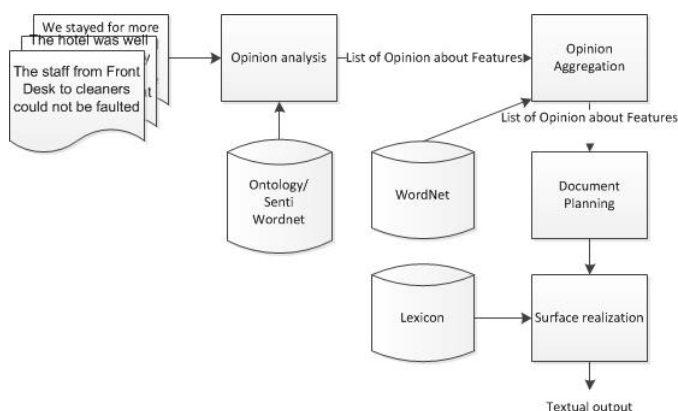 We stayed for more
The hotel was well
The staff from Front
Desk to cleaners
could not be faulted
Opinion analysis
List of Opinion about Features
Opinion
Aggregation
List of Opinion about Features
Ontology/
Senti
Wordnet
WordNet
Document
Planning
Lexicon
Surface realization
Textual output